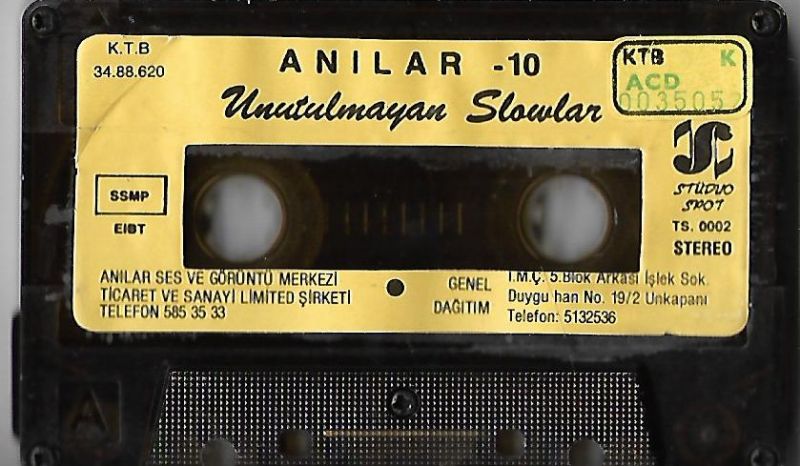 K.T.B
34.88.620
ANILAR -10
Unutulmayan Slowlar
KTB K
ACD
003505
SSMP
EIBT
STÜDYO
SPOT
TS. 0002
STEREO
ANILAR SES VE GÖRÜNTÜ MERKEZİ
TİCARET VE SANAYİ LİMİTED ŞİRKETİ
TELEFON 585 35 33
GENEL
DAĞITIM
I.M.Ç. 5.Blok Arkası İşlek Sok.
Duygu han No. 19/2 Unkapanı
Telefon: 5132536
A